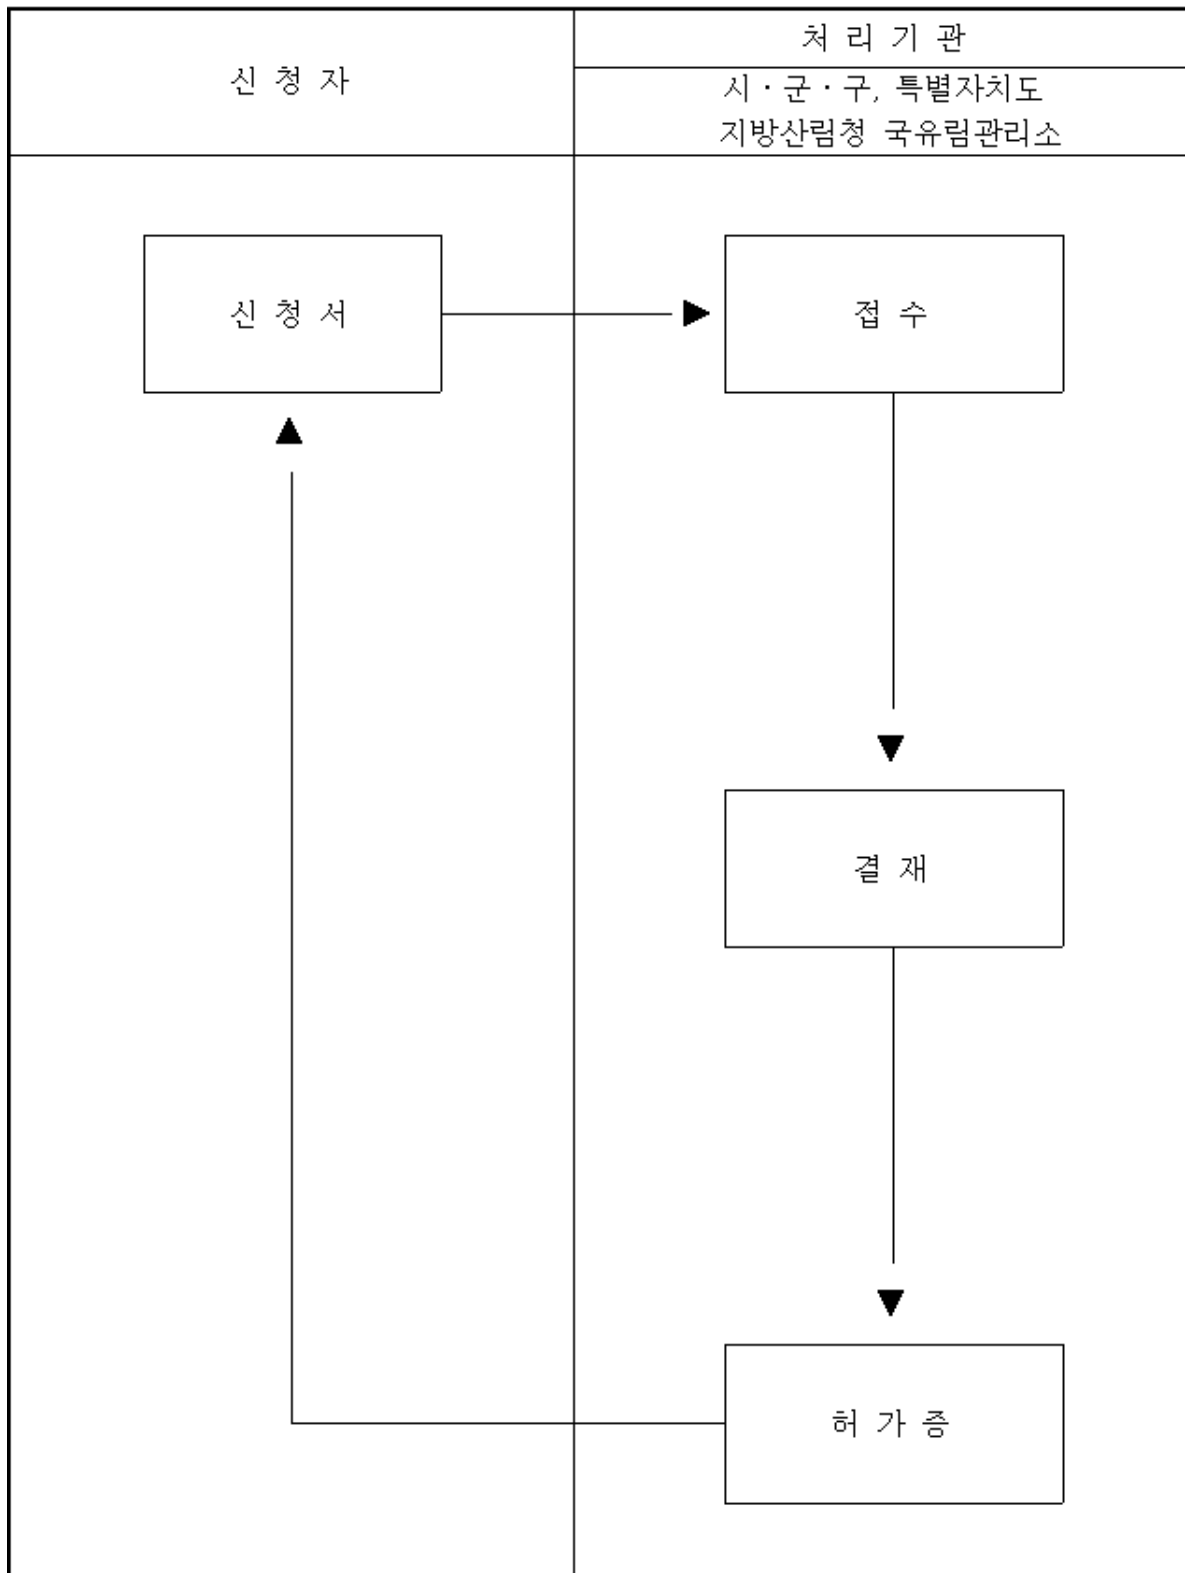 신 청 자
처 리 기 관
시 · 군 · 구, 특별자치도
지방산림청 국유림관리소
신 청 서
접 수
결 재
허 가 증